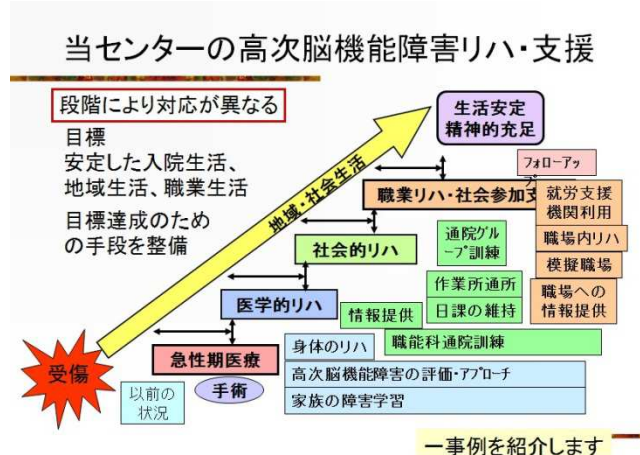 当センターの高次脳機能障害リハ・支援
段階により対応が異なる
目標
安定した入院生活、
地域生活、職業生活
目標達成のため
の手段を整備
生活安定
精神的充足
地域・社会生活
フォローアッ
職業リハ・社会参加支
就労支援
機関利用
職場内リハ
模擬職場
職場への
情報提供
社会的リハ
通院グル
ープ訓練
作業所通所
日課の維持
医学的リハ
情報提供
職能科通院訓練
急性期医療
身体のリハ
高次脳機能障害の評価・アプローチ
家族の障害学習
受傷
以前の
状況
手術
一事例を紹介します